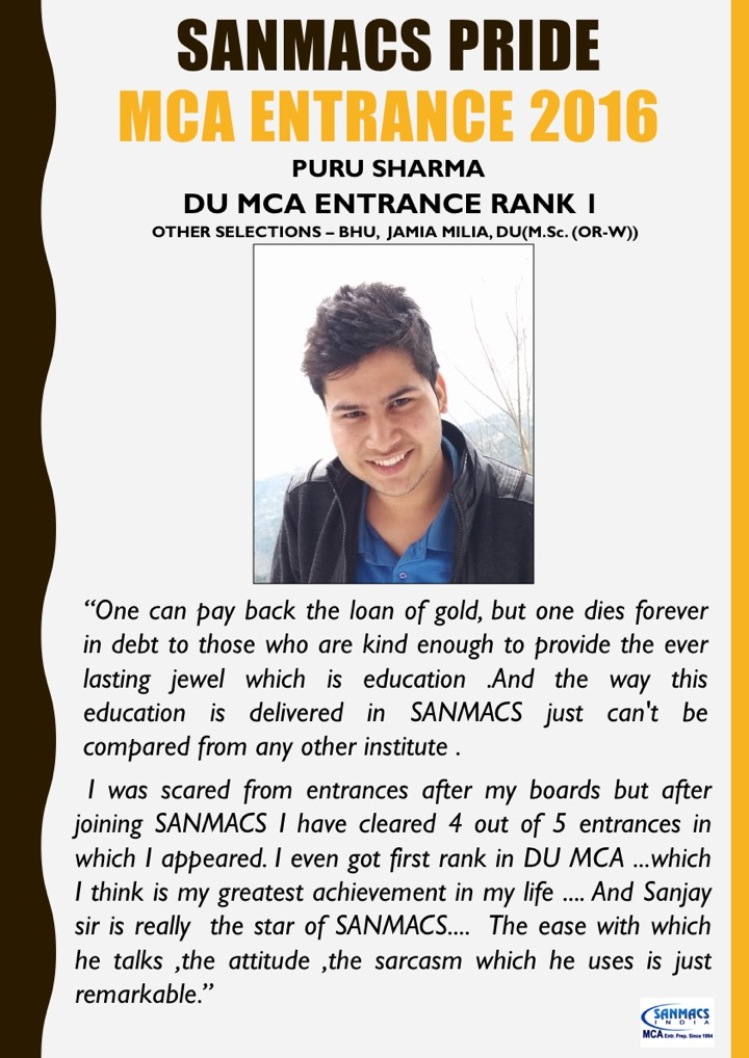 SANMACS PRIDE
MCA ENTRANCE 2016
PURU SHARMA
DU MCA ENTRANCE RANK 1
OTHER SELECTIONS – BHU, JAMIA MILIA, DU(M.Sc. (OR-W))
“One can pay back the loan of gold, but one dies forever
in debt to those who are kind enough to provide the ever
lasting jewel which is education .And the way this
education is delivered in SANMACS just can't be
compared from any other institute .
I was scared from entrances after my boards but after
joining SANMACS I have cleared 4 out of 5 entrances in
which I appeared. I even got first rank in DU MCA ...which
I think is my greatest achievement in my life .... And Sanjay
sir is really the star of SANMACS.... The ease with which
he talks ,the attitude ,the sarcasm which he uses is just
remarkable.”
SANMACS
INDIA
MCA Entr. Prep. Since 1994